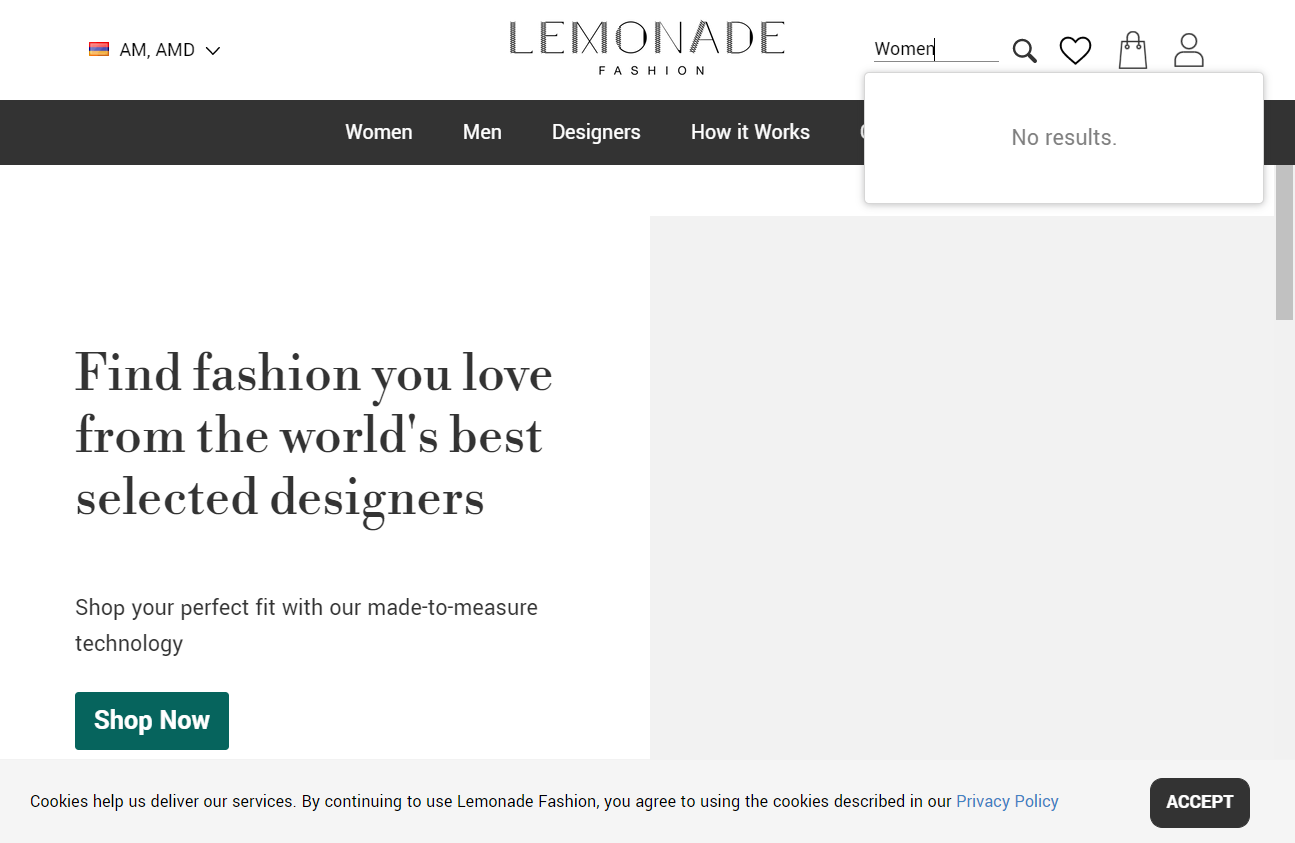 AM, AMD
LEMONADE
FASHION
Women
No results.
Women Men Designers How it Works
Find fashion you love
from the world's best
selected designers
Shop your perfect fit with our made-to-measure
technology
Shop Now
Cookies help us deliver our services. By continuing to use Lemonade Fashion, you agree to using the cookies described in our Privacy Policy
ACCEPT